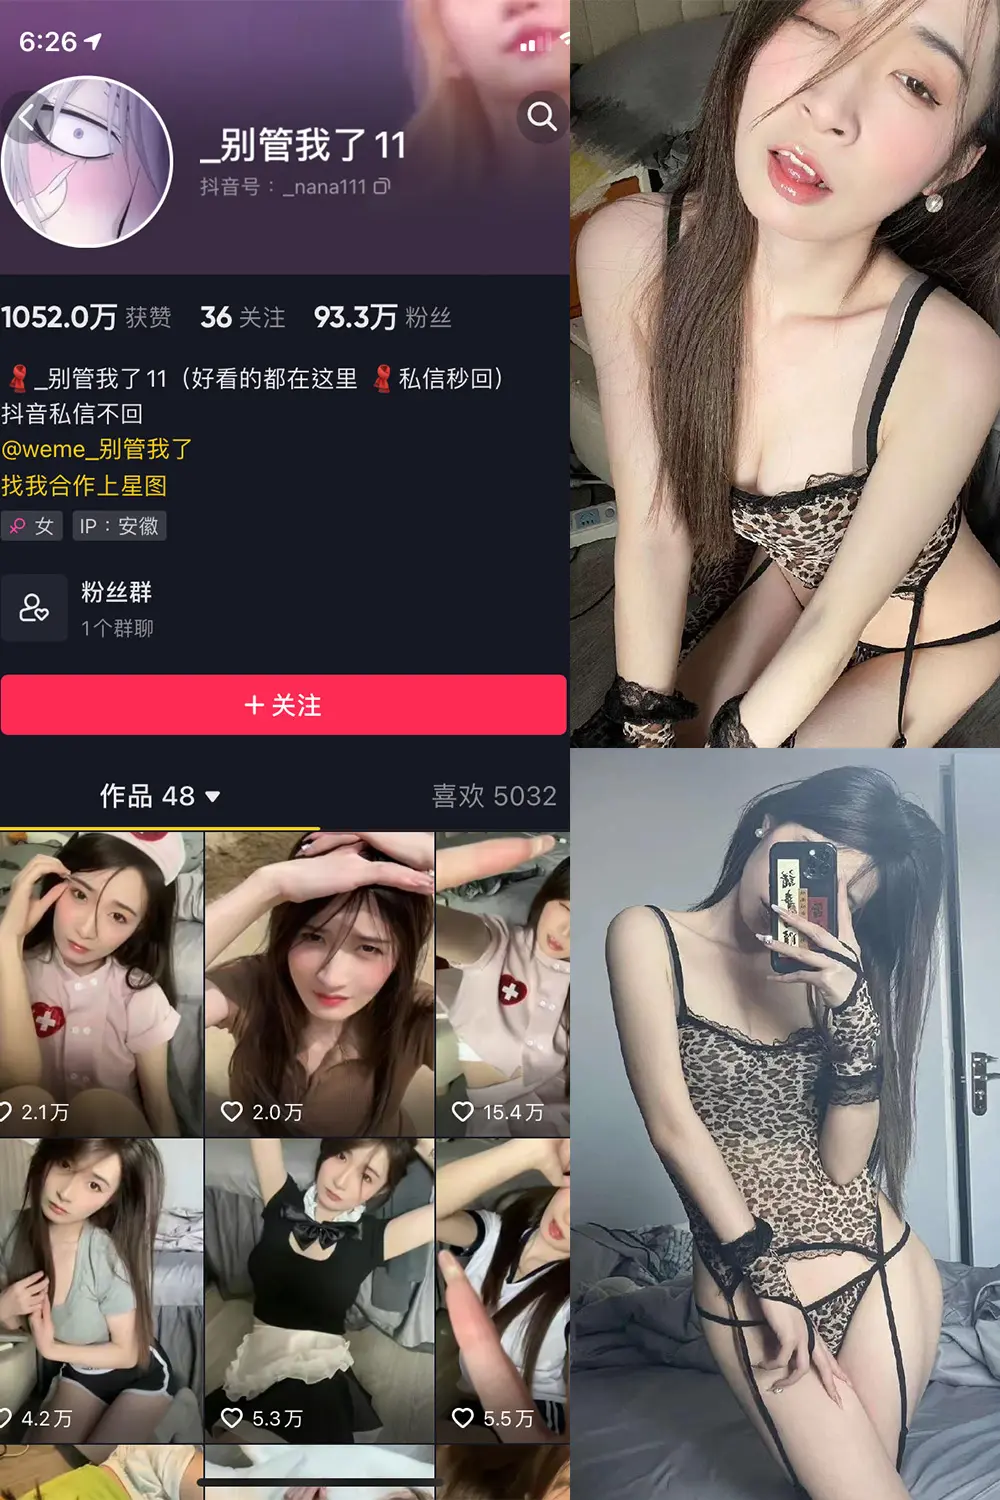 6:26
_别管我了 11
抖音号：_nana111
1052.0万 获赞 36 关注 93.3万 粉丝
_别管我了 11（好看的都在这里 私信秒回）
抖音私信不回
@weme_别管我了
找我合作上星图
女 IP：安徽
粉丝群
1个群聊
+ 关注
作品 48 喜欢 5032
2.1万 2.0万 15.4万
4.2万 5.3万 5.5万